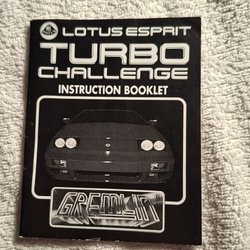 LOTUS ESPRIT
TURBO
CHALLENGE
INSTRUCTION BOOKLET
GREMLIN